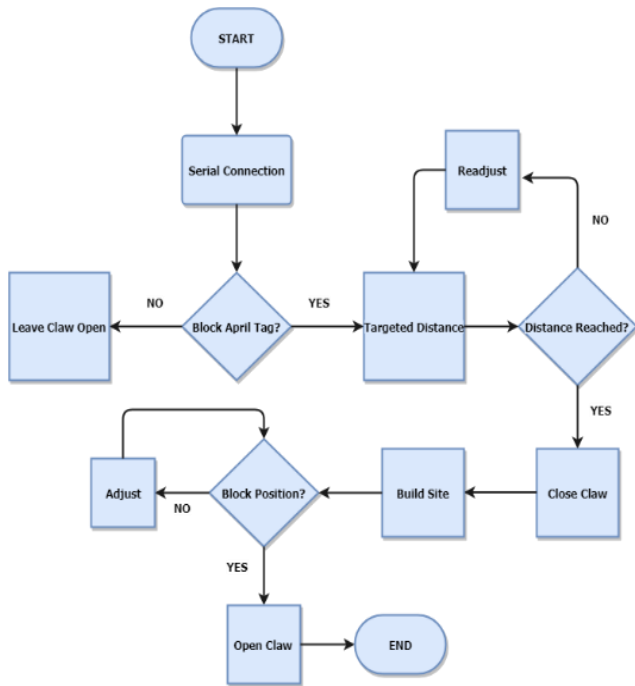 START
Serial Connection
Readjust
NO
Leave Claw Open
NO
Block April Tag?
YES
Targeted Distance
Distance Reached?
YES
Adjust
NO
Block Position?
Build Site
Close Claw
YES
Open Claw
END